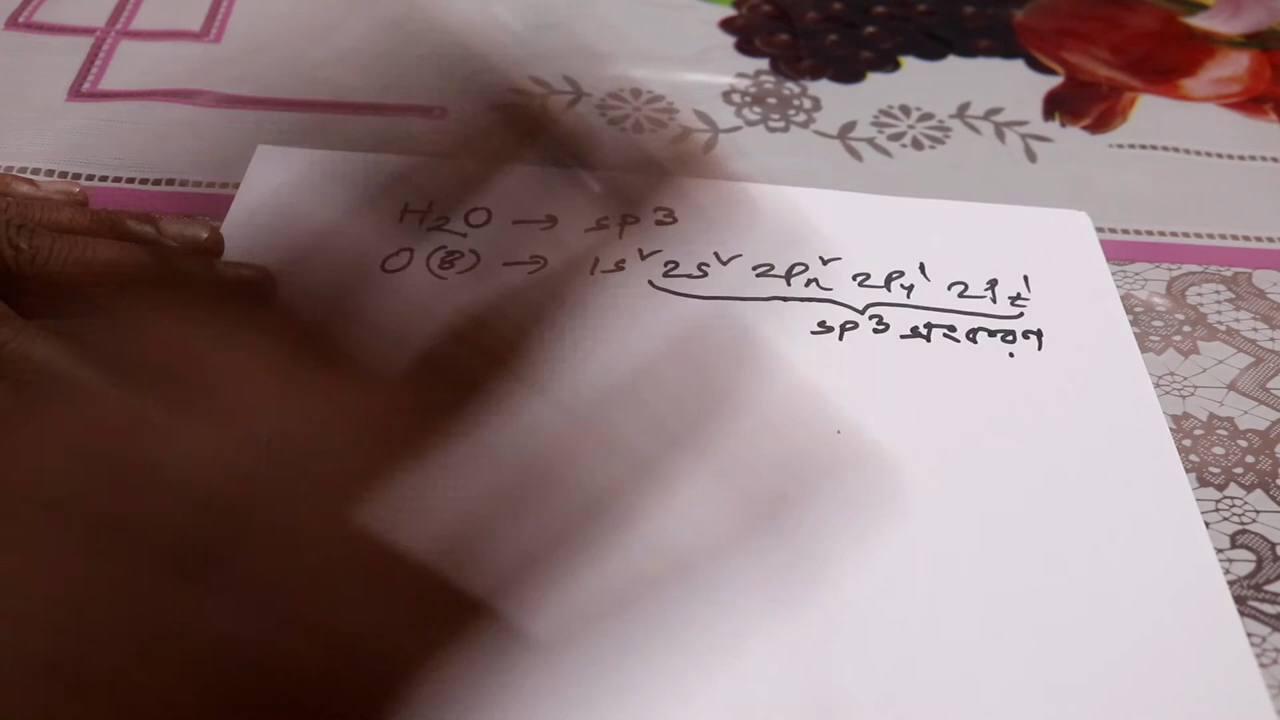 H2O → sp3
O(8) → 1s² 2s² 2px² 2py¹ 2pz¹
sp3 সংকরণ